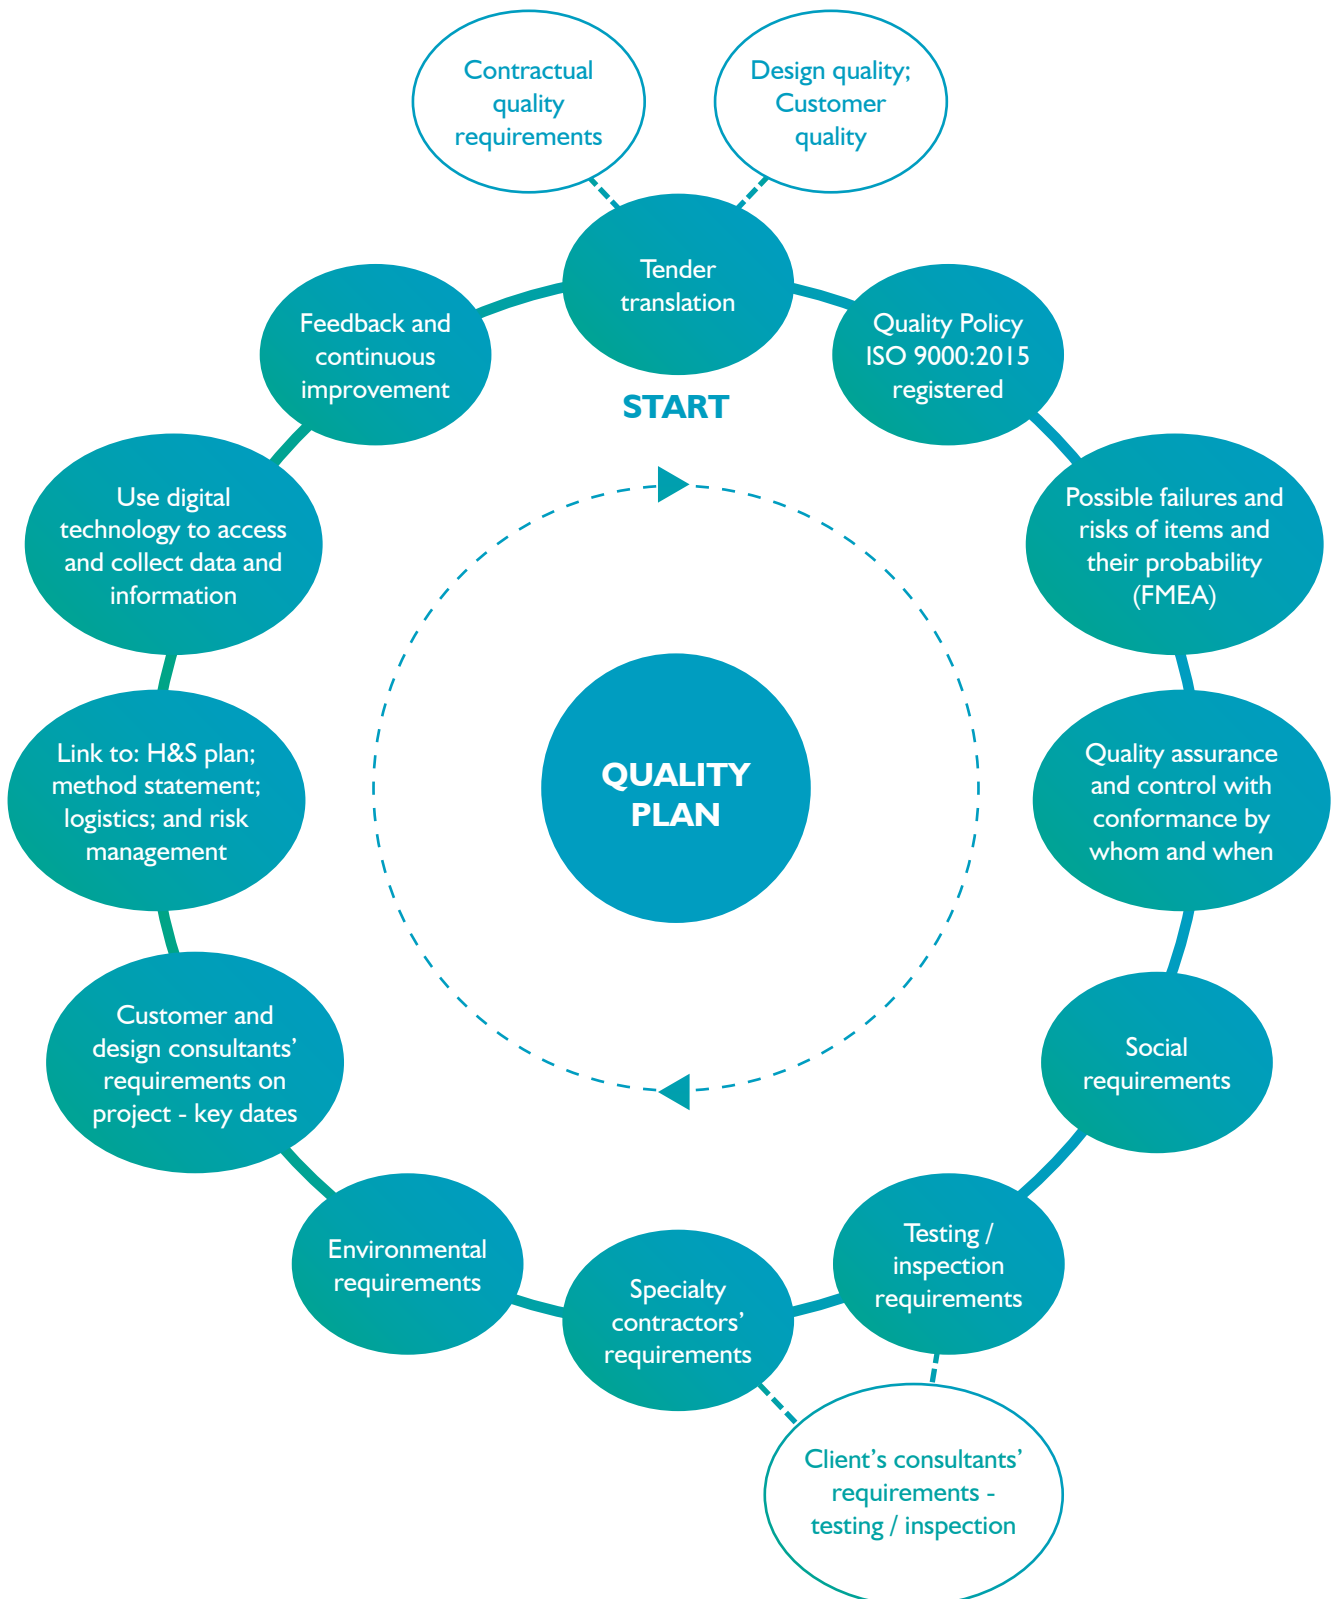 Contractual
quality
requirements
Design quality;
Customer
quality
Tender
translation
START
Quality Policy
ISO 9000:2015
registered
Possible failures and
risks of items and
their probability
(FMEA)
Quality assurance
and control with
conformance by
whom and when
Social
requirements
Testing /
inspection
requirements
Client’s consultants’
requirements -
testing / inspection
Specialty
contractors’
requirements
Environmental
requirements
Customer and
design consultants’
requirements on
project - key dates
Link to: H&S plan;
method statement;
logistics; and risk
management
Use digital
technology to access
and collect data and
information
Feedback and
continuous
improvement
QUALITY
PLAN